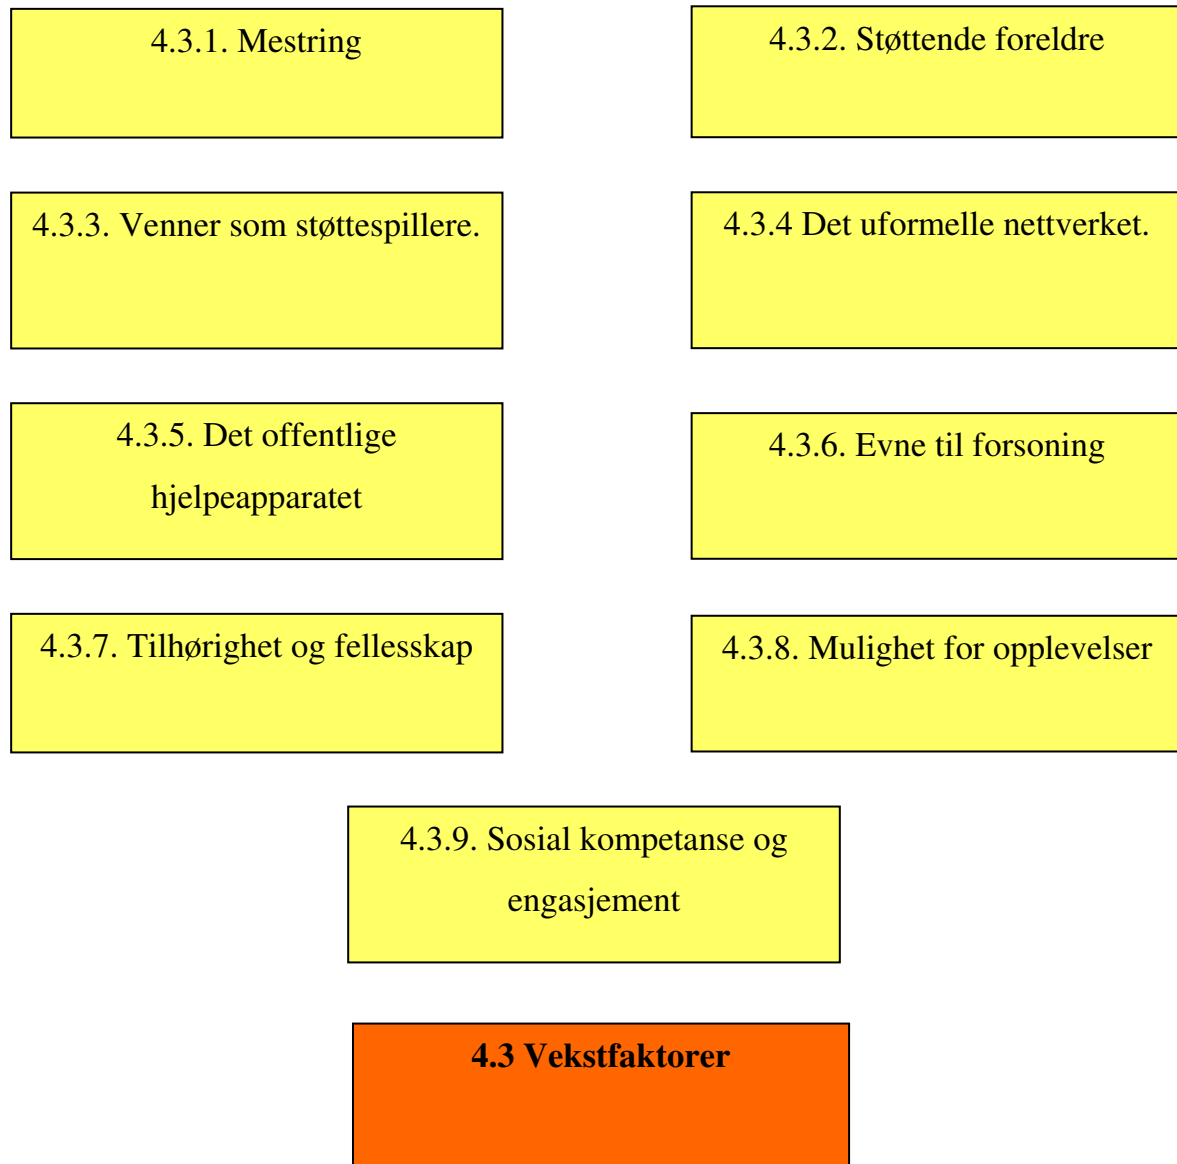 4.3.1. Mestring
4.3.2. Støttende foreldre
4.3.3. Venner som støttespillere.
4.3.4 Det uformelle nettverket.
4.3.5. Det offentlige
hjelpeapparatet
4.3.6. Evne til forsoning
4.3.7. Tilhørighet og fellesskap
4.3.8. Mulighet for opplevelser
4.3.9. Sosial kompetanse og
engasjement
4.3 Vekstfaktorer